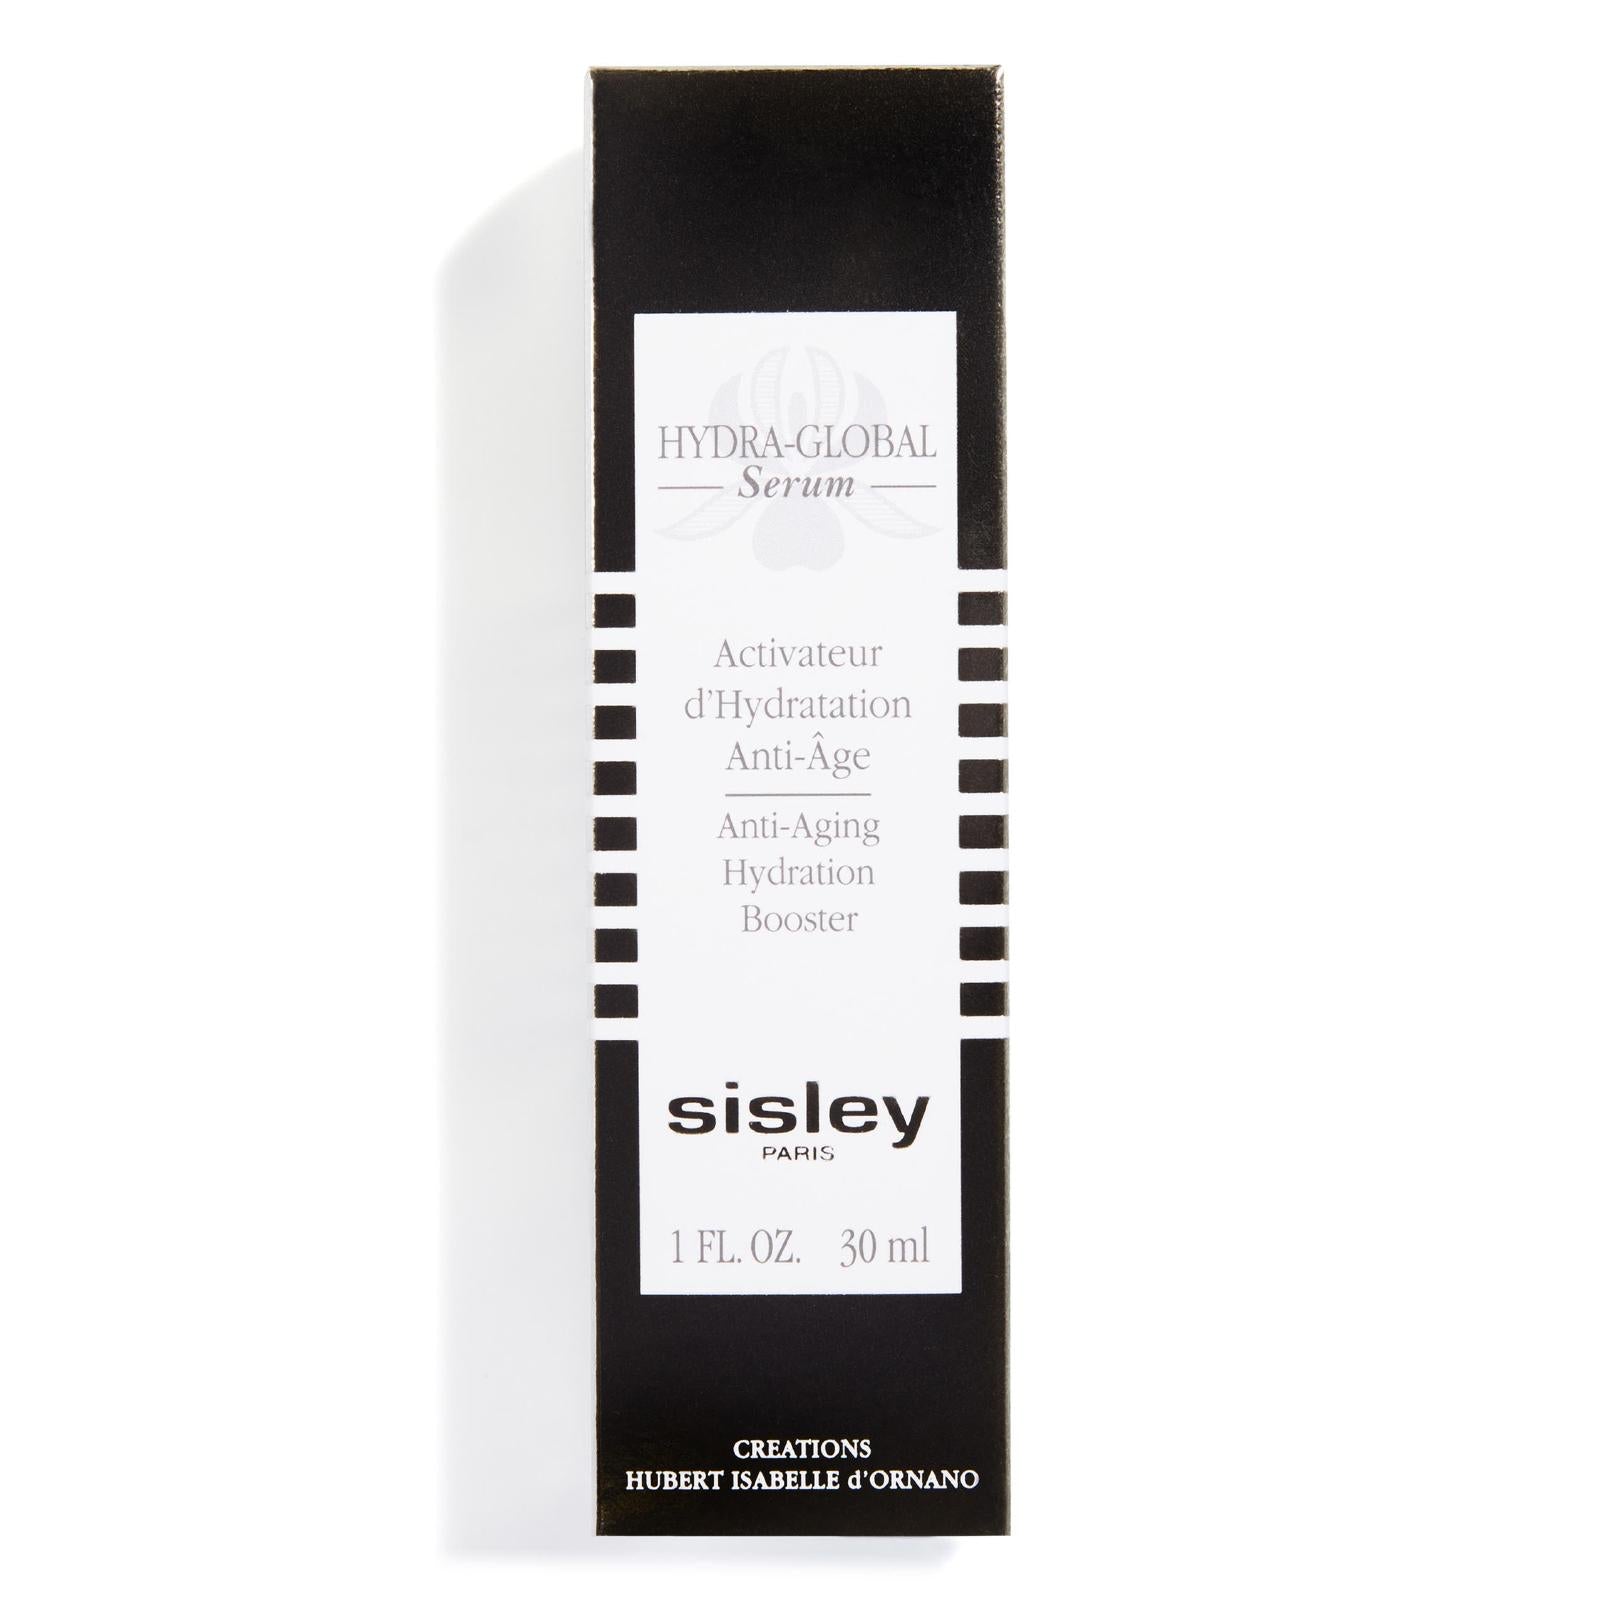 HYDRA-GLOBAL
Serum
Activateur
d'Hydratation
Anti-Âge
Anti-Aging
Hydration
Booster
sisley
PARIS
1 FL. OZ. 30 ml
CREATIONS
HUBERT ISABELLE d'ORNANO